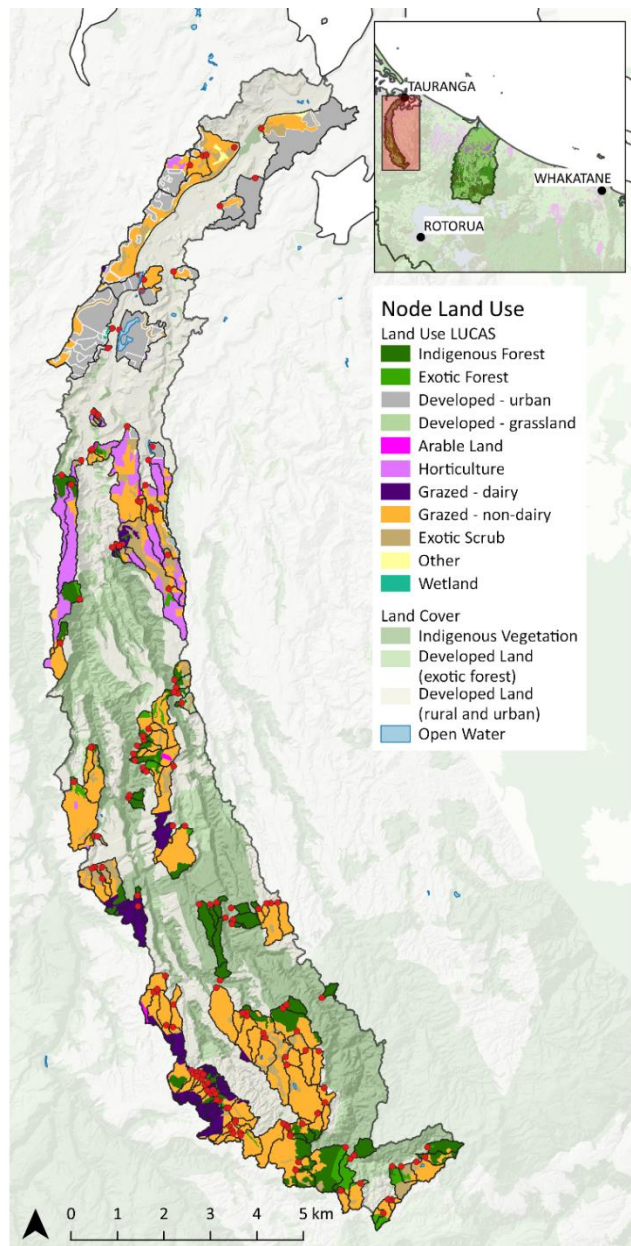 TAURANGA
WHAKATANE
ROTORUA
Node Land Use
Land Use LUCAS
Indigenous Forest
Exotic Forest
Developed - urban
Developed - grassland
Arable Land
Horticulture
Grazed - dairy
Grazed - non-dairy
Exotic Scrub
Other
Wetland
Land Cover
Indigenous Vegetation
Developed Land
(exotic forest)
Developed Land
(rural and urban)
Open Water
0 1 2 3 4 5 km